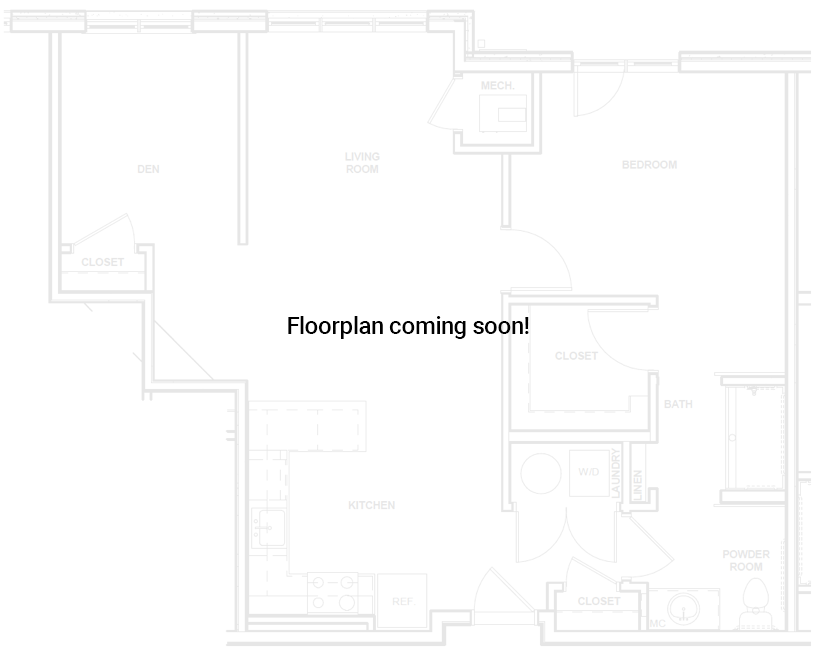 MECH.
LIVING
ROOM
DEN
BEDROOM
CLOSET
Floorplan coming soon!
CLOSET
BATH
LAUNDRY
W/D
LINEN
KITCHEN
POWDER
ROOM
REF.
CLOSET
MC